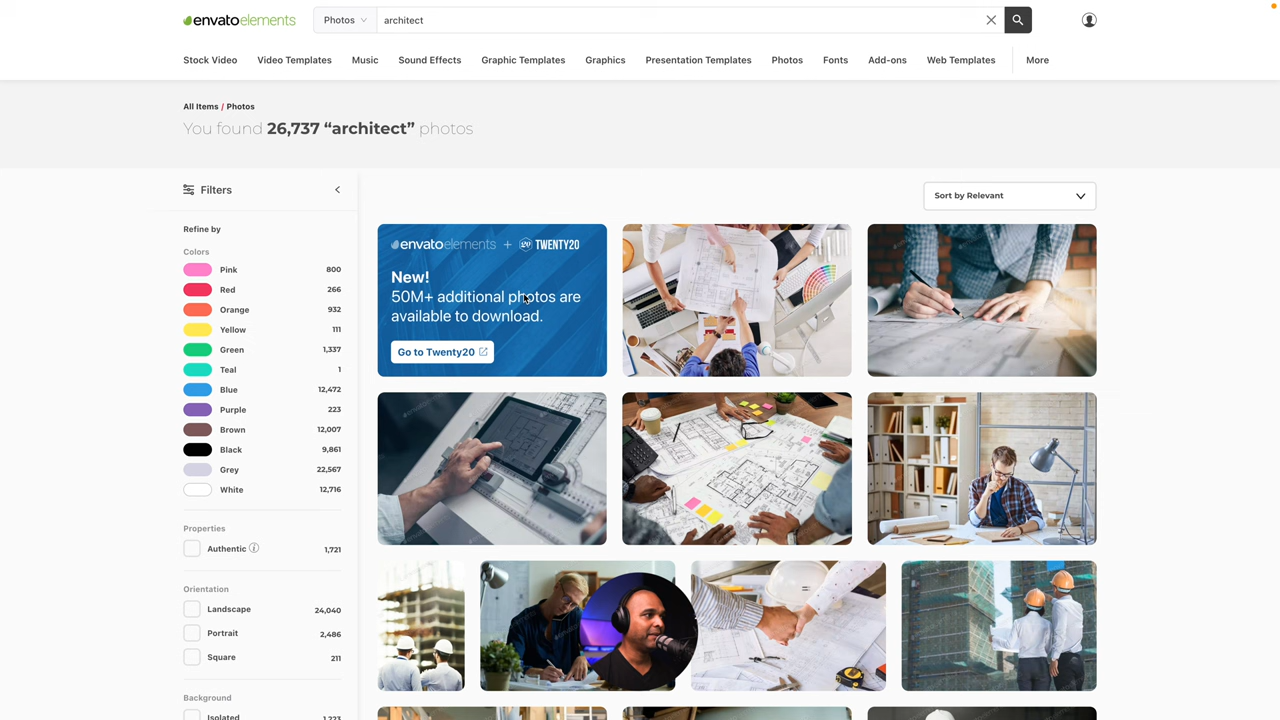 envatoelements
Photos
architect
Stock Video
Video Templates
Music
Sound Effects
Graphic Templates
Graphics
Presentation Templates
Photos
Fonts
Add-ons
Web Templates
More
All Items / Photos
You found 26,737 “architect” photos
Filters
Sort by Relevant
Refine by
Colors
Pink 800
Red 266
Orange 932
Yellow 111
Green 1,337
Teal 1
Blue 12,472
Purple 223
Brown 12,007
Black 9,861
Grey 22,567
White 12,716
Properties
Authentic 1,721
Orientation
Landscape 24,040
Portrait 2,486
Square 211
Background
Isolated 1,223
envatoelements + 20 TWENTY20
New!
50M+ additional photos are
available to download.
Go to Twenty20